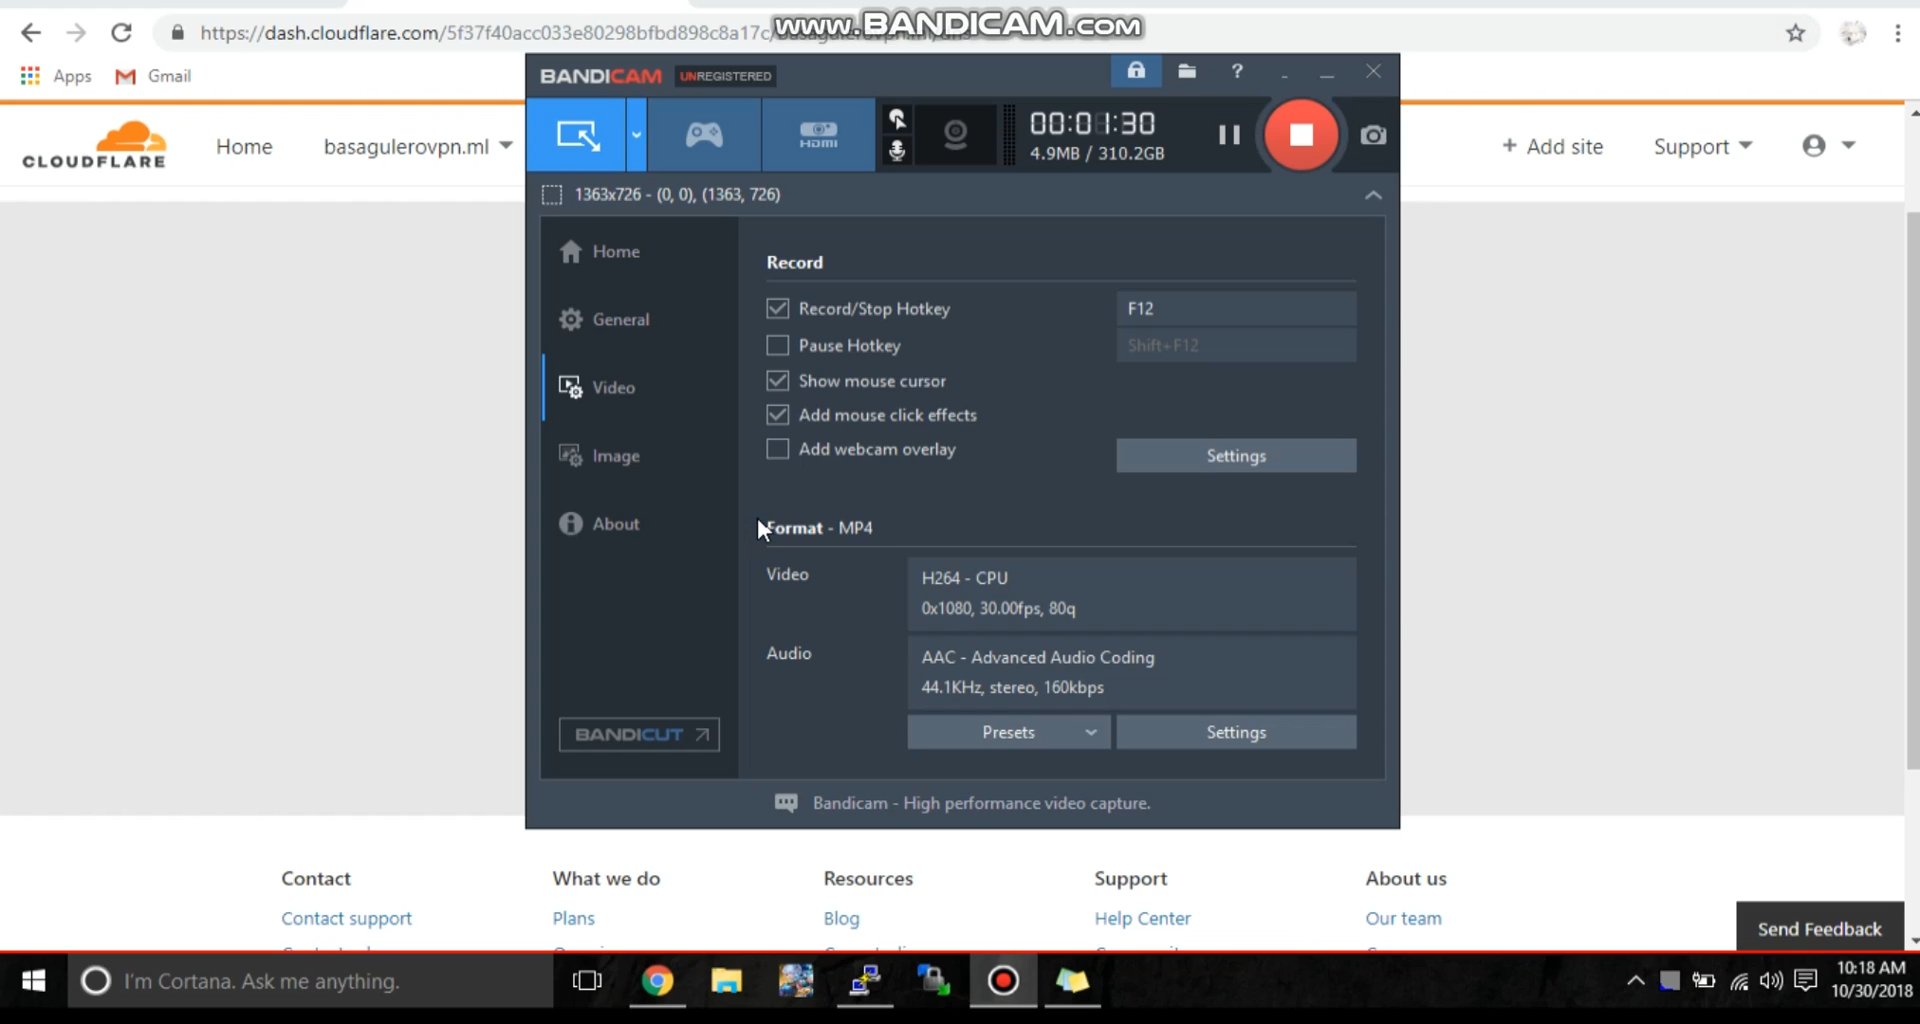 www.BANDICAM.com
https://dash.cloudflare.com/5f37f40acc033e80298bfbd898c8a17c/basagulerovpn.ml/dns
Apps
Gmail
BANDICAM UNREGISTERED
?
CLOUDFLARE
Home
basagulerovpn.ml
HDMI
00:01:30
4.9MB / 310.2GB
+ Add site
Support
1363x726 - (0, 0), (1363, 726)
Home
General
Video
Image
About
BANDICUT
Record
Record/Stop Hotkey
F12
Pause Hotkey
Shift+F12
Show mouse cursor
Add mouse click effects
Add webcam overlay
Settings
Format - MP4
Video
H264 - CPU
0x1080, 30.00fps, 80q
Audio
AAC - Advanced Audio Coding
44.1KHz, stereo, 160kbps
Presets
Settings
Bandicam - High performance video capture.
Contact
What we do
Resources
Support
About us
Contact support
Plans
Blog
Help Center
Our team
Send Feedback
I'm Cortana. Ask me anything.
10:18 AM
10/30/2018